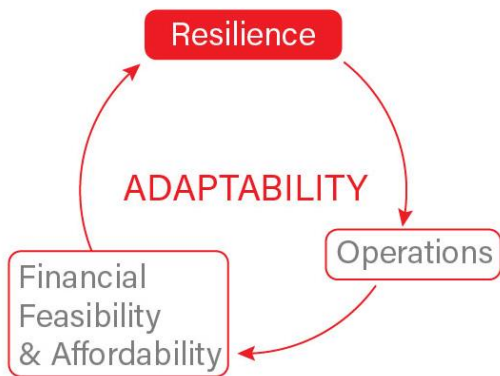 Resilience
ADAPTABILITY
Operations
Financial
Feasibility
& Affordability